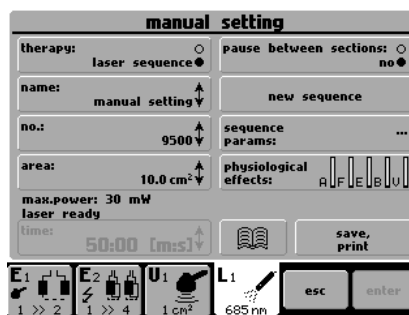 manual setting
therapy:
laser sequence
pause between sections:
no
name:
manual setting
new sequence
no.:
9500
sequence params:
...
area:
10.0 cm²
physiological effects:
A F E B U
max.power: 30 mW
laser ready
time:
50:00 [m:s]
save,
print
E1
1 >> 2
E2
1 >> 4
U1
1 cm²
L1
685 nm
esc
enter